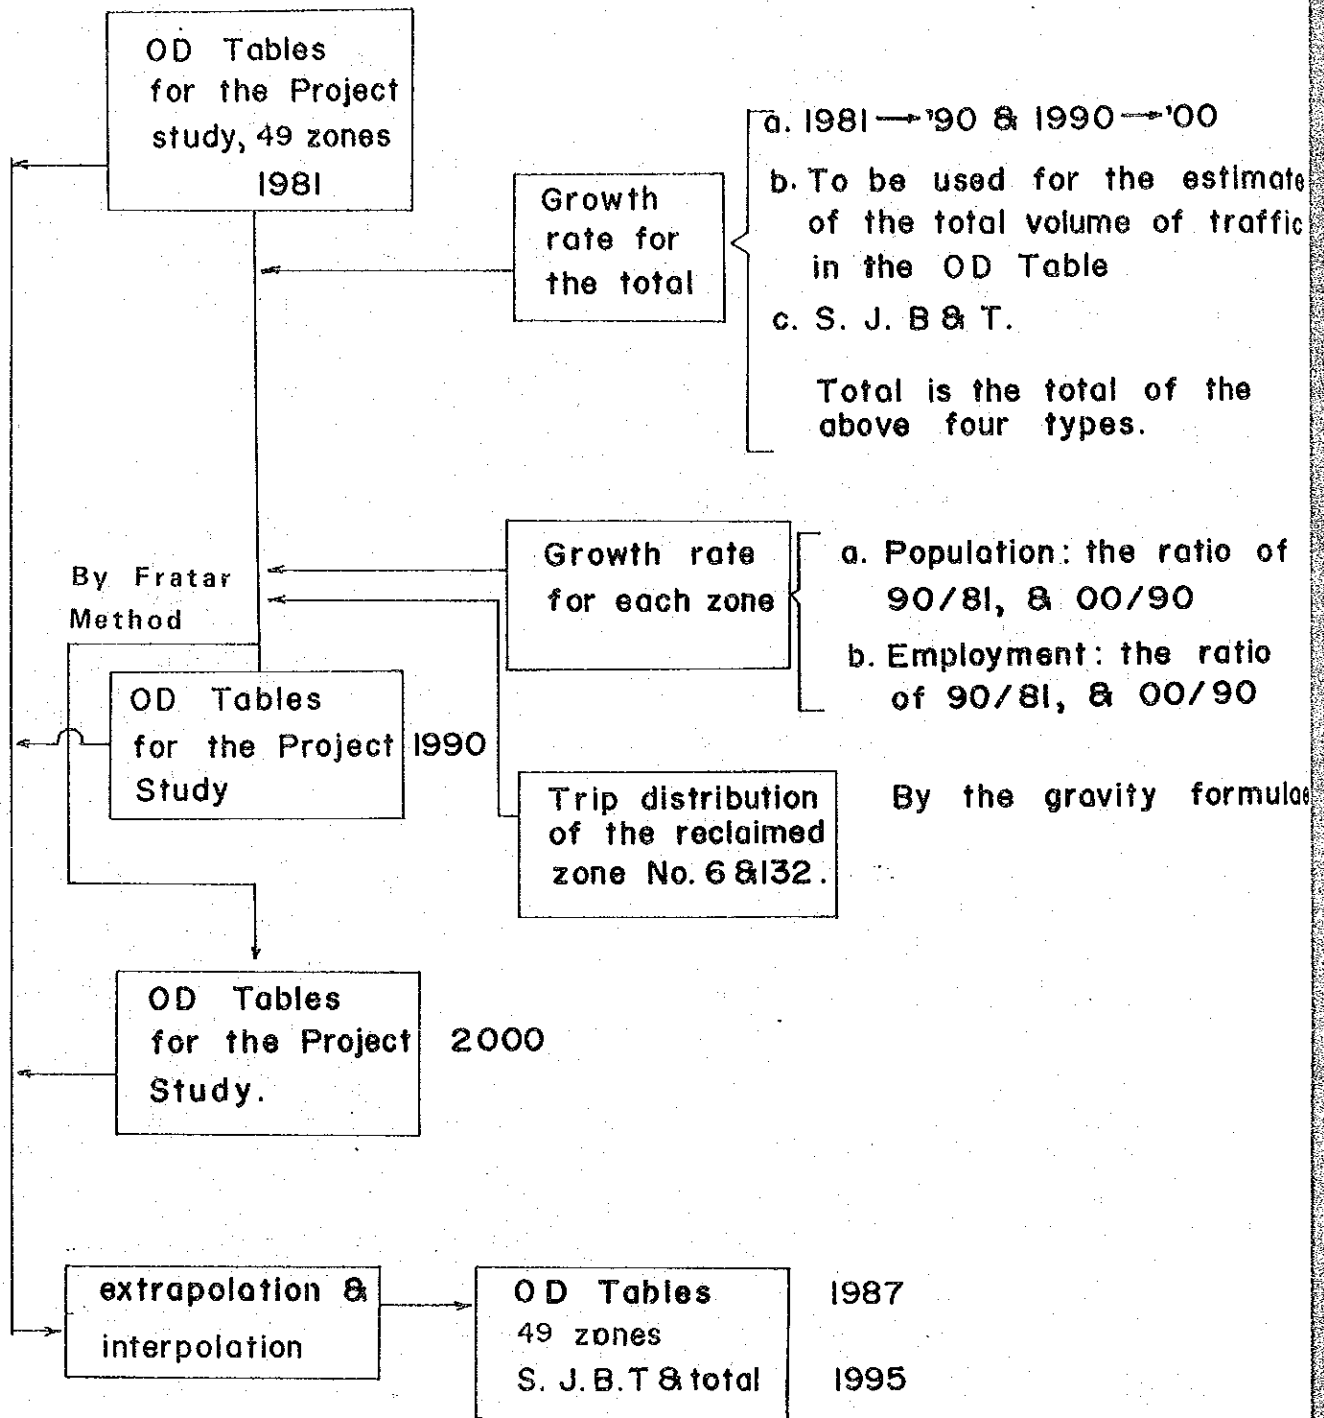 OD Tables
for the Project
study, 49 zones
1981
Growth
rate for
the total
a. 1981→'90 & 1990→'00
b. To be used for the estimate
of the total volume of traffic
in the OD Table
c. S. J. B & T.
Total is the total of the
above four types.
By Fratar
Method
Growth rate
for each zone
a. Population: the ratio of
90/81, & 00/90
b. Employment: the ratio
of 90/81, & 00/90
OD Tables
for the Project 1990
Study
Trip distribution
of the reclaimed
zone No. 6 & 132.
By the gravity formulae
OD Tables
for the Project 2000
Study.
extrapolation &
interpolation
OD Tables 1987
49 zones
S. J. B. T & total 1995